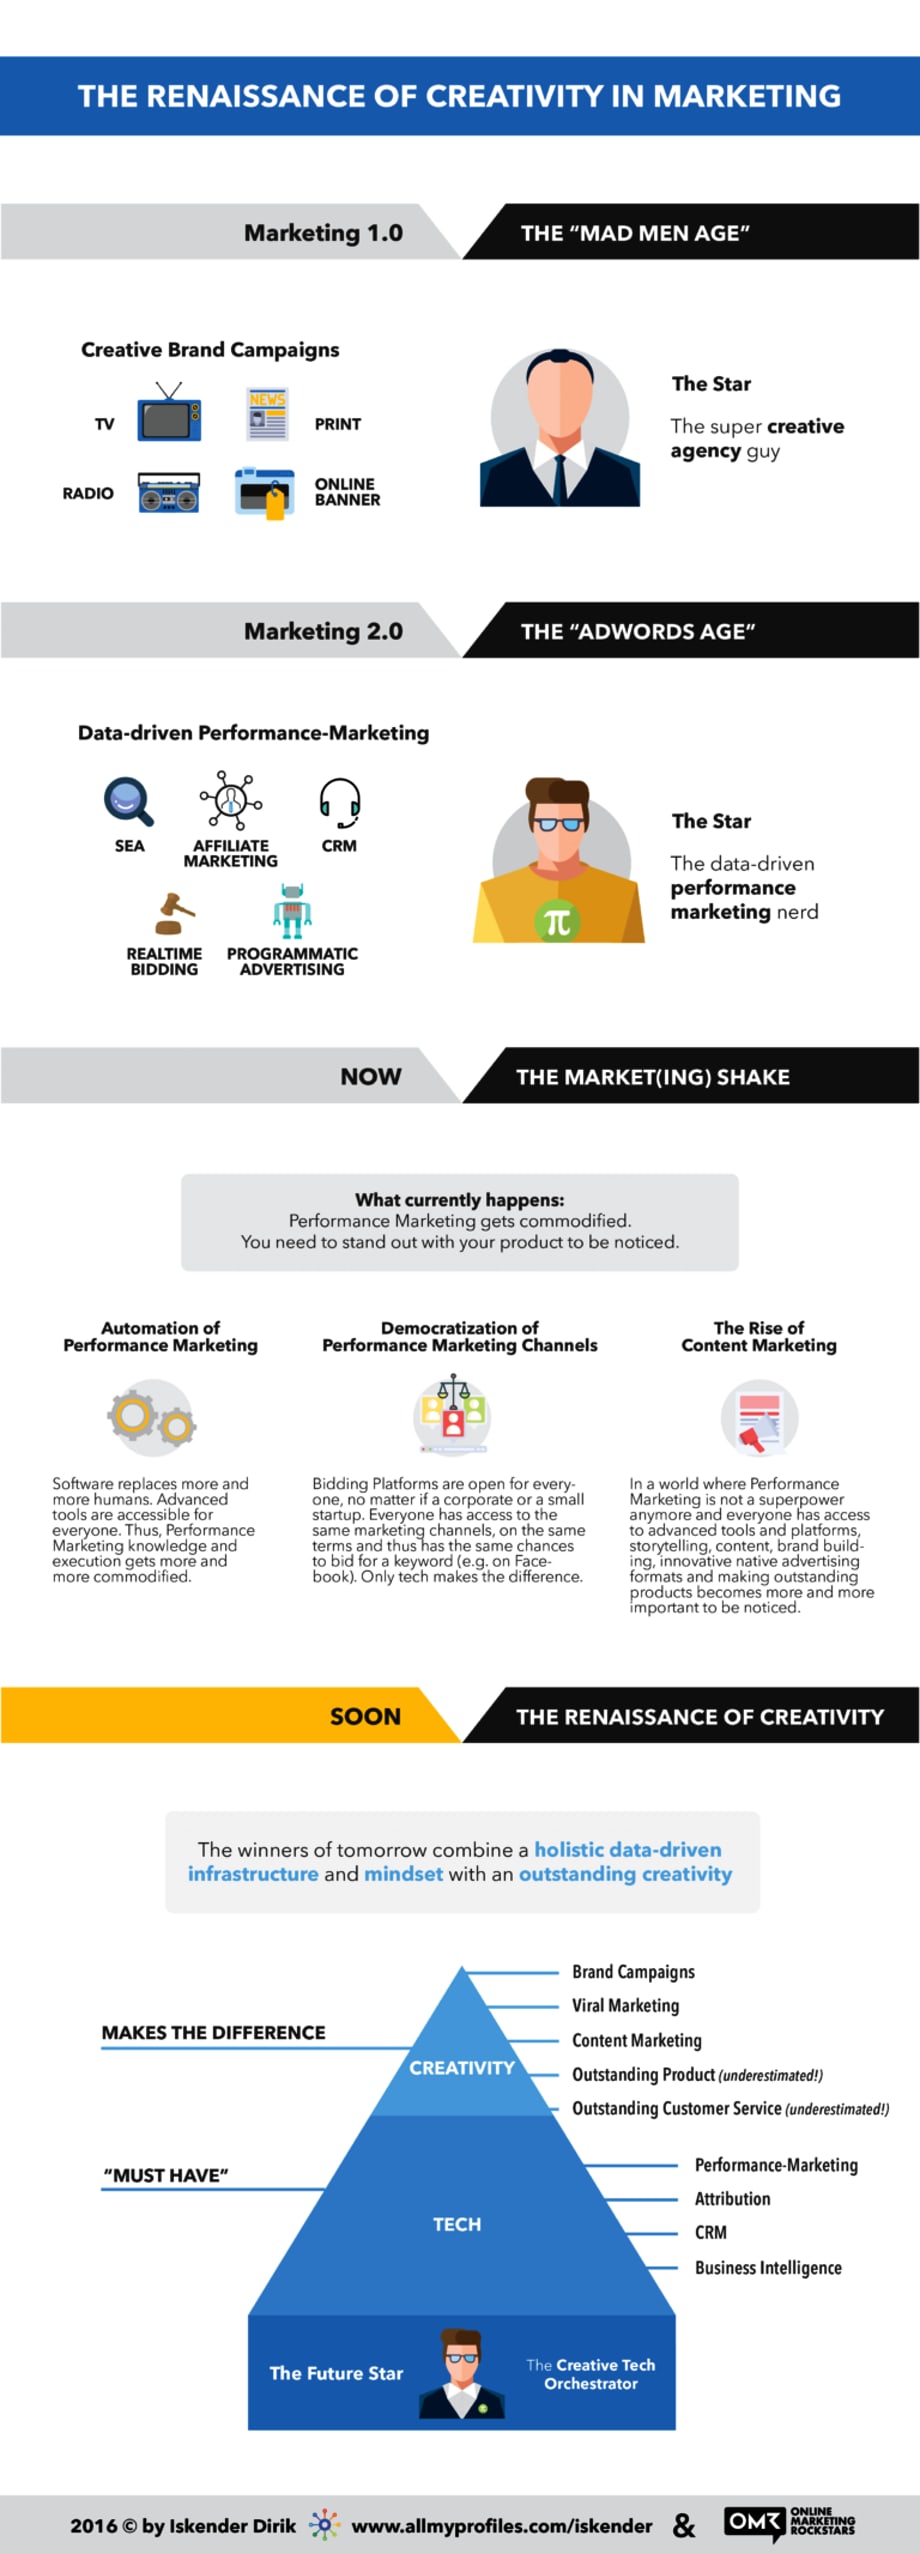 THE RENAISSANCE OF CREATIVITY IN MARKETING
Marketing 1.0
THE “MAD MEN AGE”
Creative Brand Campaigns
TV
NEWS
PRINT
RADIO
ONLINE
BANNER
The Star
The super creative
agency guy
Marketing 2.0
THE “ADWORDS AGE”
Data-driven Performance-Marketing
SEA
AFFILIATE
MARKETING
CRM
REALTIME
BIDDING
PROGRAMMATIC
ADVERTISING
π
The Star
The data-driven
performance
marketing nerd
NOW
THE MARKET(ING) SHAKE
What currently happens:
Performance Marketing gets commodified.
You need to stand out with your product to be noticed.
Automation of
Performance Marketing
Software replaces more and
more humans. Advanced
tools are accessible for
everyone. Thus, Performance
Marketing knowledge and
execution gets more and
more commodified.
Democratization of
Performance Marketing Channels
Bidding Platforms are open for every-
one, no matter if a corporate or a small
startup. Everyone has access to the
same marketing channels, on the same
terms and thus has the same chances
to bid for a keyword (e.g. on Face-
book). Only tech makes the difference.
The Rise of
Content Marketing
In a world where Performance
Marketing is not a superpower
anymore and everyone has access
to advanced tools and platforms,
storytelling, content, brand build-
ing, innovative native advertising
formats and making outstanding
products becomes more and more
important to be noticed.
SOON
THE RENAISSANCE OF CREATIVITY
The winners of tomorrow combine a holistic data-driven
infrastructure and mindset with an outstanding creativity
MAKES THE DIFFERENCE
CREATIVITY
Brand Campaigns
Viral Marketing
Content Marketing
Outstanding Product (underestimated!)
Outstanding Customer Service (underestimated!)
“MUST HAVE”
TECH
Performance-Marketing
Attribution
CRM
Business Intelligence
The Future Star
The Creative Tech
Orchestrator
2016 © by Iskender Dirik
www.allmyprofiles.com/iskender
&
OMR
ONLINE
MARKETING
ROCKSTARS